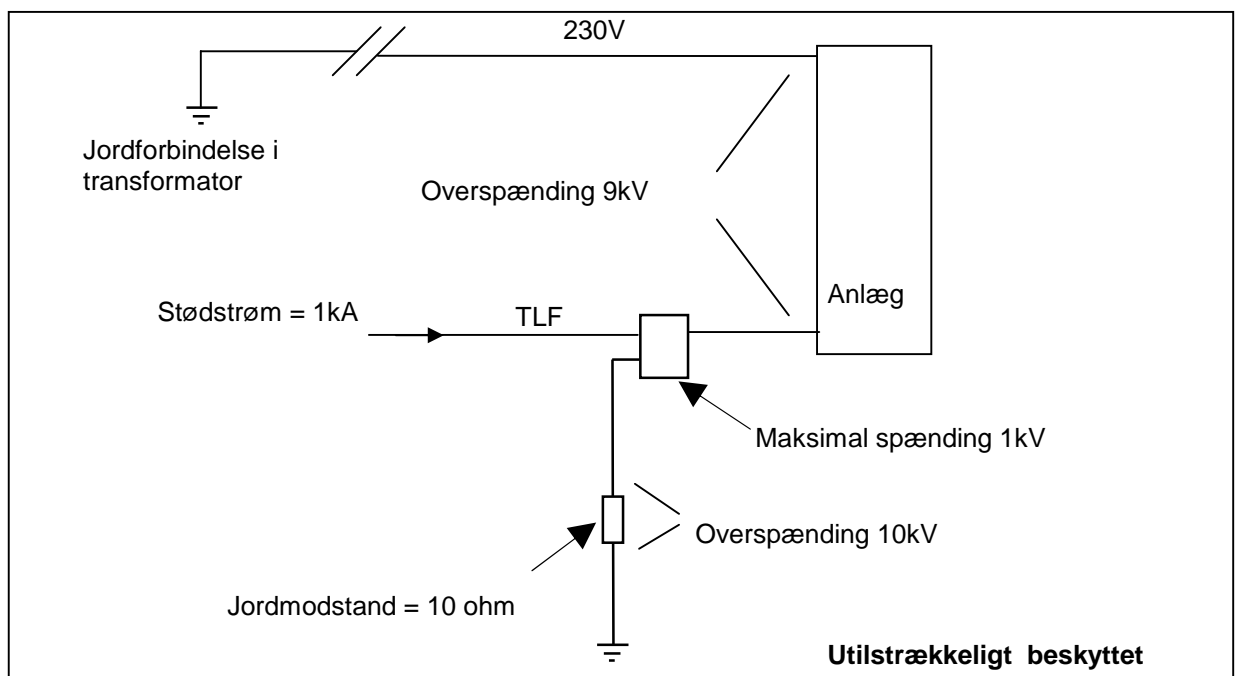 230V
Jordforbindelse i
transformator
Overspænding 9kV
Anlæg
Stødstrøm = 1kA
TLF
Maksimal spænding 1kV
Overspænding 10kV
Jordmodstand = 10 ohm
Utilstrækkeligt beskyttet